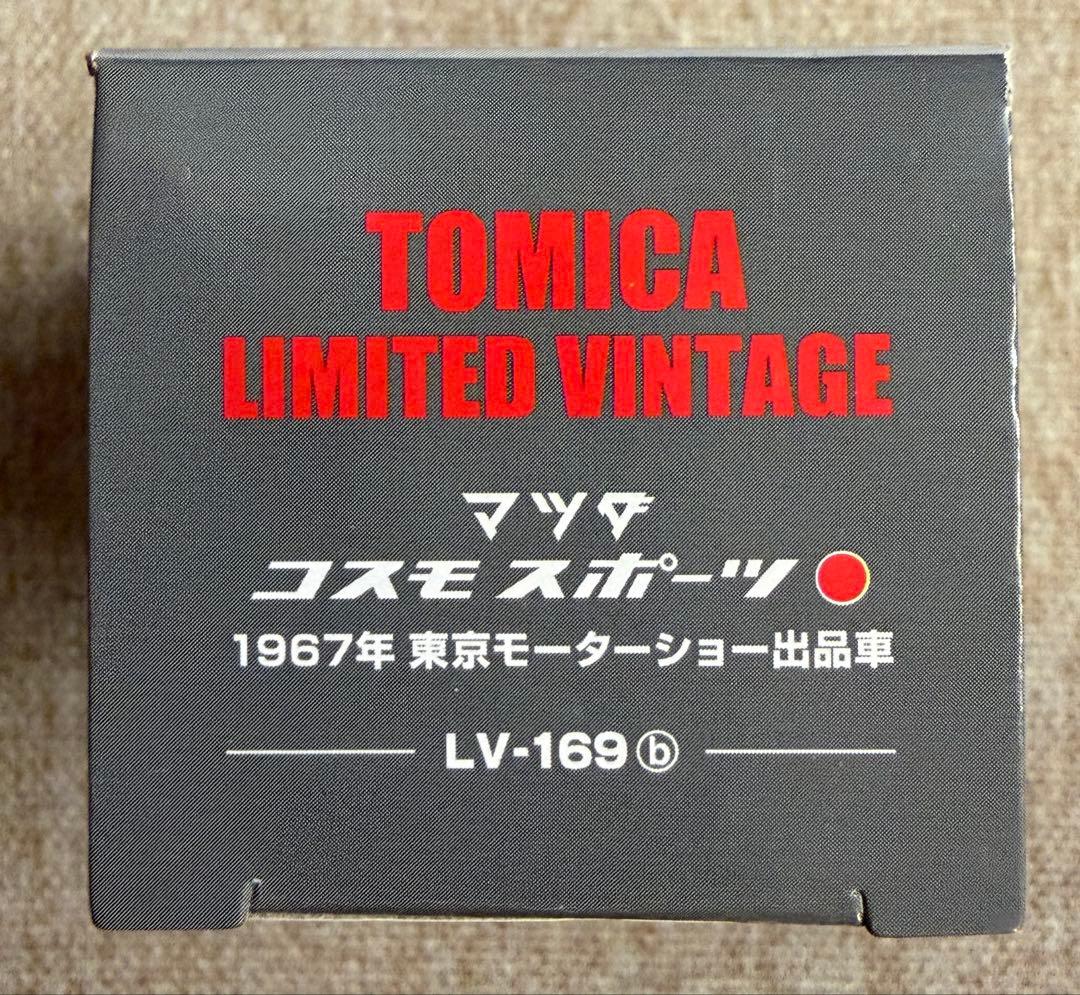 TOMICA
LIMITED VINTAGE
マツダ
コスモ スポーツ
1967年 東京モーターショー出品車
LV-169 ⓑ